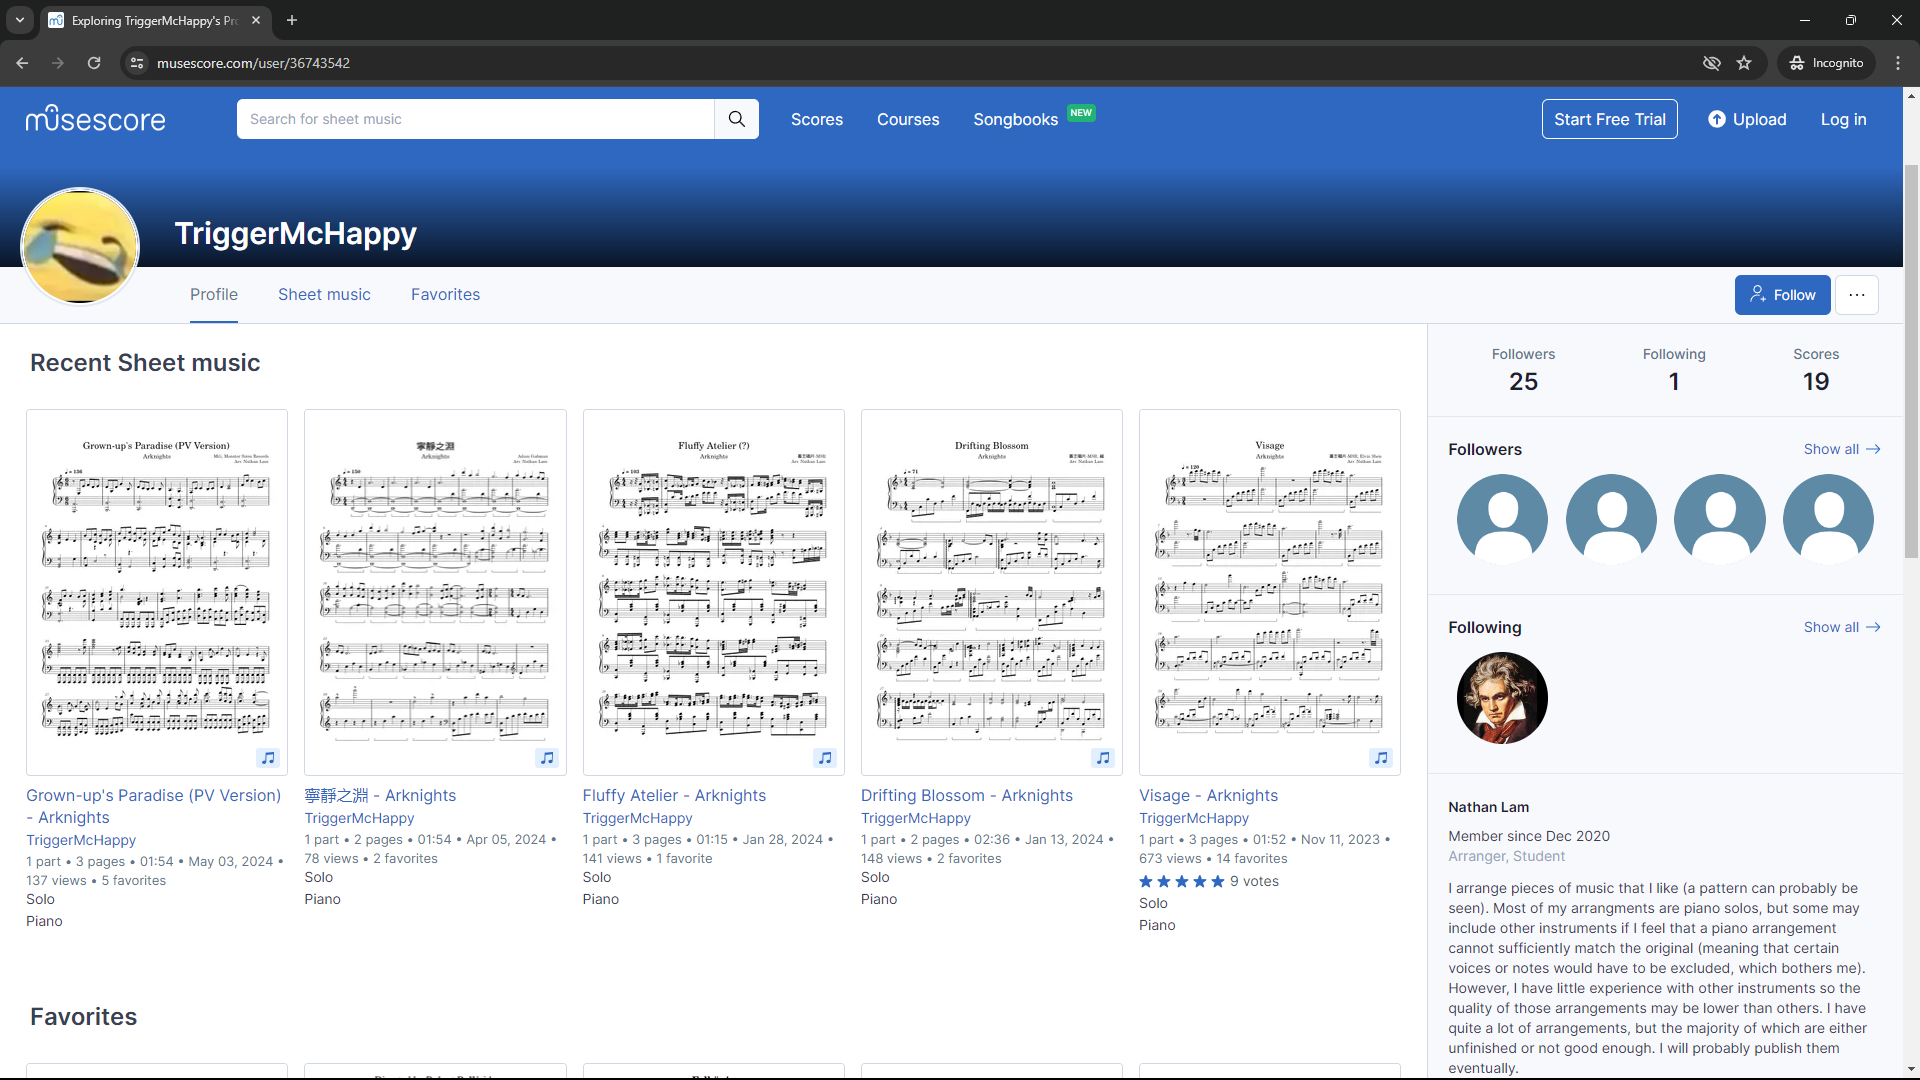 Exploring TriggerMcHappy's Pr
musescore.com/user/36743542
Incognito
musescore
Search for sheet music
Scores
Courses
Songbooks
NEW
Start Free Trial
Upload
Log in
TriggerMcHappy
Profile
Sheet music
Favorites
Follow
Recent Sheet music
Grown-up's Paradise (PV Version)
Arknights
寧靜之淵
Arknights
Fluffy Atelier (?)
Arknights
Drifting Blossom
Arknights
Visage
Arknights
Grown-up's Paradise (PV Version)
- Arknights
TriggerMcHappy
1 part • 3 pages • 01:54 • May 03, 2024 •
137 views • 5 favorites
Solo
Piano
寧靜之淵 - Arknights
TriggerMcHappy
1 part • 2 pages • 01:54 • Apr 05, 2024 •
78 views • 2 favorites
Solo
Piano
Fluffy Atelier - Arknights
TriggerMcHappy
1 part • 3 pages • 01:15 • Jan 28, 2024 •
141 views • 1 favorite
Solo
Piano
Drifting Blossom - Arknights
TriggerMcHappy
1 part • 2 pages • 02:36 • Jan 13, 2024 •
148 views • 2 favorites
Solo
Piano
Visage - Arknights
TriggerMcHappy
1 part • 3 pages • 01:52 • Nov 11, 2023 •
673 views • 14 favorites
9 votes
Solo
Piano
Favorites
Followers
25
Following
1
Scores
19
Followers
Show all
Following
Show all
Nathan Lam
Member since Dec 2020
Arranger, Student
I arrange pieces of music that I like (a pattern can probably be
seen). Most of my arrangments are piano solos, but some may
include other instruments if I feel that a piano arrangement
cannot sufficiently match the original (meaning that certain
voices or notes would have to be excluded, which bothers me).
However, I have little experience with other instruments so the
quality of those arrangements may be lower than others. I have
quite a lot of arrangements, but the majority of which are either
unfinished or not good enough. I will probably publish them
eventually.